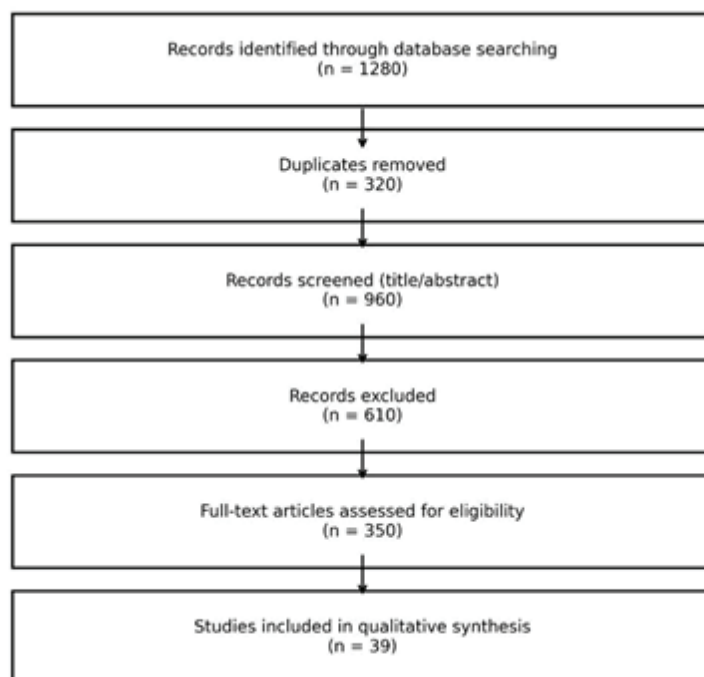 Records identified through database searching
(n = 1280)
Duplicates removed
(n = 320)
Records screened (title/abstract)
(n = 960)
Records excluded
(n = 610)
Full-text articles assessed for eligibility
(n = 350)
Studies included in qualitative synthesis
(n = 39)